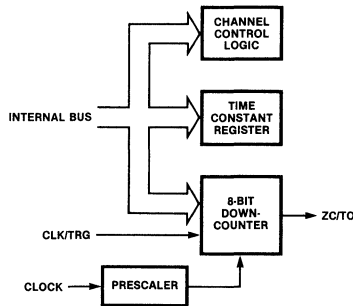 CHANNEL
CONTROL
LOGIC
INTERNAL BUS
TIME
CONSTANT
REGISTER
8-BIT
DOWN-
COUNTER
ZC/TO
CLK/TRG
CLOCK
PRESCALER